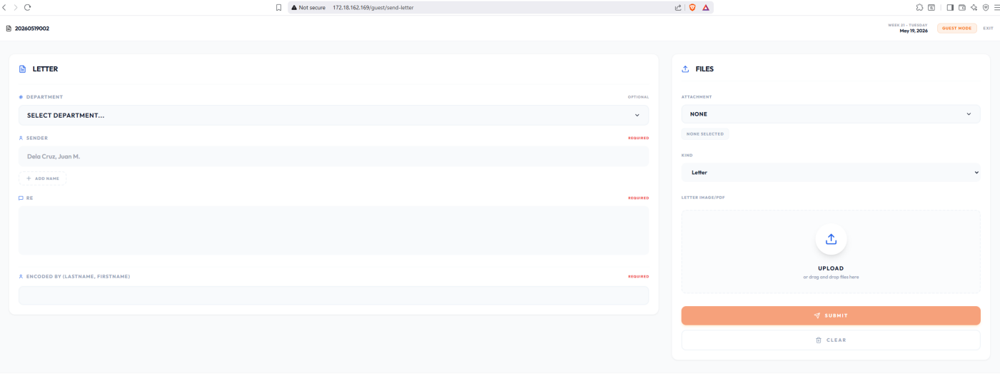 Not secure 172.18.162.169/guest/send-letter
20260519002
WEEK 21 - TUESDAY
May 19, 2026
GUEST MODE
EXIT
LETTER
# DEPARTMENT
OPTIONAL
SELECT DEPARTMENT...
SENDER
REQUIRED
Dela Cruz, Juan M.
+ ADD NAME
RE
REQUIRED
ENCODED BY (LASTNAME, FIRSTNAME)
REQUIRED
FILES
ATTACHMENT
NONE
NONE SELECTED
KIND
Letter
LETTER IMAGE/PDF
UPLOAD
or drag and drop files here
SUBMIT
CLEAR